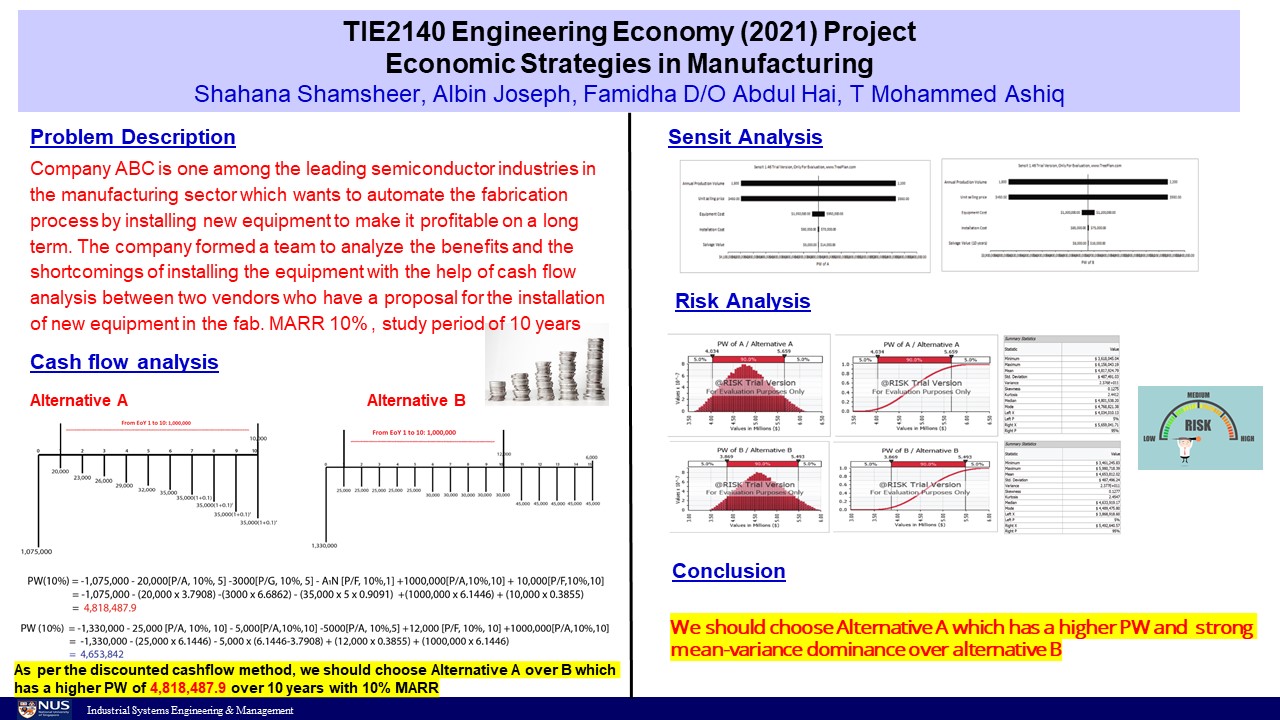 TIE2140 Engineering Economy (2021) Project
Economic Strategies in Manufacturing
Shahana Shamsheer, Albin Joseph, Famidha D/O Abdul Hai, T Mohammed Ashiq
Problem Description
Company ABC is one among the leading semiconductor industries in
the manufacturing sector which wants to automate the fabrication
process by installing new equipment to make it profitable on a long
term. The company formed a team to analyze the benefits and the
shortcomings of installing the equipment with the help of cash flow
analysis between two vendors who have a proposal for the installation
of new equipment in the fab. MARR 10% , study period of 10 years
Cash flow analysis
Alternative A
From EoY 1 to 10: 1,000,000
10,000
0 1 2 3 4 5 6 7 8 9 10
20,000
23,000
26,000
29,000
32,000
35,000
35,000(1+0.1)
1,075,000
Alternative B
From EoY 1 to 10: 1,000,000
6,000
25,000 25,000 25,000 25,000 25,000 30,000 30,000 30,000 30,000 30,000
45,000 45,000 45,000 45,000 45,000
1,330,000
PW(10%) = -1,075,000 - 20,000[P/A, 10%, 5] -3000[P/G, 10%, 5] - A₁N [P/F, 10%,1] +1000,000[P/A,10%,10] + 10,000[P/F,10%,10]
= -1,075,000 - (20,000 x 3.7908) -(3000 x 6.6862) - (35,000 x 5 x 0.9091) +(1000,000 x 6.1446) + (10,000 x 0.3855)
= 4,818,487.9
PW (10%) = -1,330,000 - 25,000 [P/A, 10%, 10] - 5,000[P/A,10%,10] -5000[P/A, 10%,5] +12,000 [P/F, 10%, 10] +1000,000[P/A,10%,10]
= -1,330,000 - (25,000 x 6.1446) - 5,000 x (6.1446-3.7908) + (12,000 x 0.3855) + (1000,000 x 6.1446)
= 4,653,842
As per the discounted cashflow method, we should choose Alternative A over B which
has a higher PW of 4,818,487.9 over 10 years with 10% MARR
Sensit Analysis
Sensit 1.40 Trial Version, Only For Evaluation, www.TreePlan.com
Annual Production Volume
Unit selling price
Equipment Cost
Installation Cost
Salvage Value
PW of A
Sensit 1.40 Trial Version, Only For Evaluation, www.TreePlan.com
Annual Production Volume
Unit selling price
Equipment Cost
Installation Cost
Salvage Value (10 years)
PW of B
Risk Analysis
PW of A / Alternative A
4.034 5.659
5.0% 90.0% 5.0%
@RISK Trial Version
For Evaluation Purposes Only
Values in Millions ($)
PW of A / Alternative A
4.034 5.659
5.0% 90.0% 5.0%
@RISK Trial Version
For Evaluation Purposes Only
Values in Millions ($)
Summary Statistics
Statistic Value
Minimum
Maximum
Mean
Std. Deviation
Variance
Skewness
Kurtosis
Median
Mode
Left X
Left P 5%
Right X
Right P 95%
PW of B / Alternative B
3.869 5.493
5.0% 90.0% 5.0%
@RISK Trial Version
For Evaluation Purposes Only
Values in Millions ($)
PW of B / Alternative B
3.869 5.493
5.0% 90.0% 5.0%
@RISK Trial Version
For Evaluation Purposes Only
Values in Millions ($)
Summary Statistics
Statistic Value
Minimum
Maximum
Mean
Std. Deviation
Variance
Skewness
Kurtosis
Median
Mode
Left X
Left P 5%
Right X
Right P 95%
MEDIUM
LOW RISK HIGH
Conclusion
We should choose Alternative A which has a higher PW and strong
mean-variance dominance over alternative B
NUS
National University
of Singapore
Industrial Systems Engineering & Management